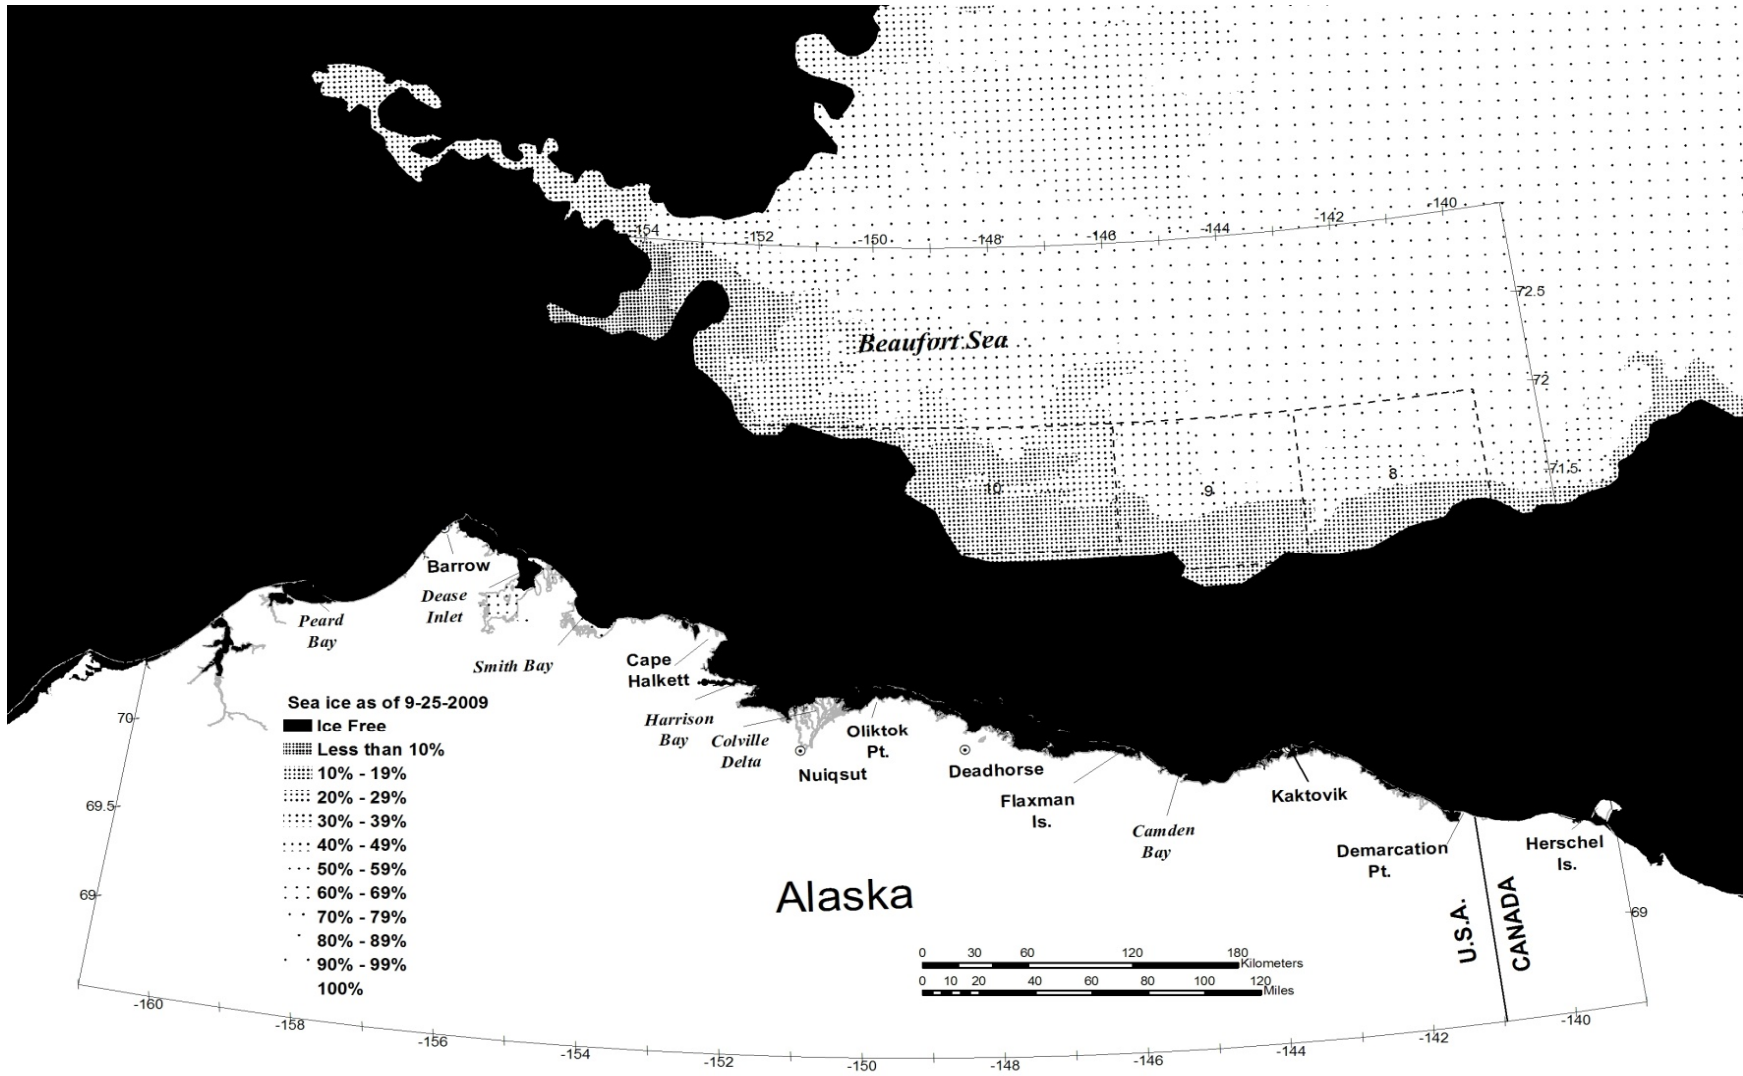 -154
-152
-150
-148
-146
-144
-142
-140
72.5
Beaufort Sea
72
71.5
10
9
8
Barrow
Dease
Inlet
Peard
Bay
Smith Bay
Cape
Halkett
Harrison
Bay
Colville
Delta
Nuiqsut
Oliktok
Pt.
Deadhorse
Flaxman
Is.
Camden
Bay
Kaktovik
Demarcation
Pt.
Herschel
Is.
70
69.5
69
69
Sea ice as of 9-25-2009
Ice Free
Less than 10%
10% - 19%
20% - 29%
30% - 39%
40% - 49%
50% - 59%
60% - 69%
70% - 79%
80% - 89%
90% - 99%
100%
Alaska
U.S.A.
CANADA
0 30 60 120 180
Kilometers
0 10 20 40 60 80 100 120
Miles
-160
-158
-156
-154
-152
-150
-148
-146
-144
-142
-140